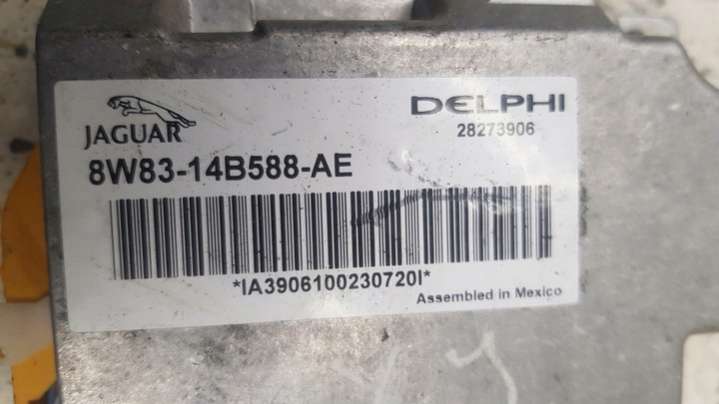 JAGUAR
DELPHI
28273906
8W83-14B588-AE
*IA3906100230720I*
Assembled in Mexico